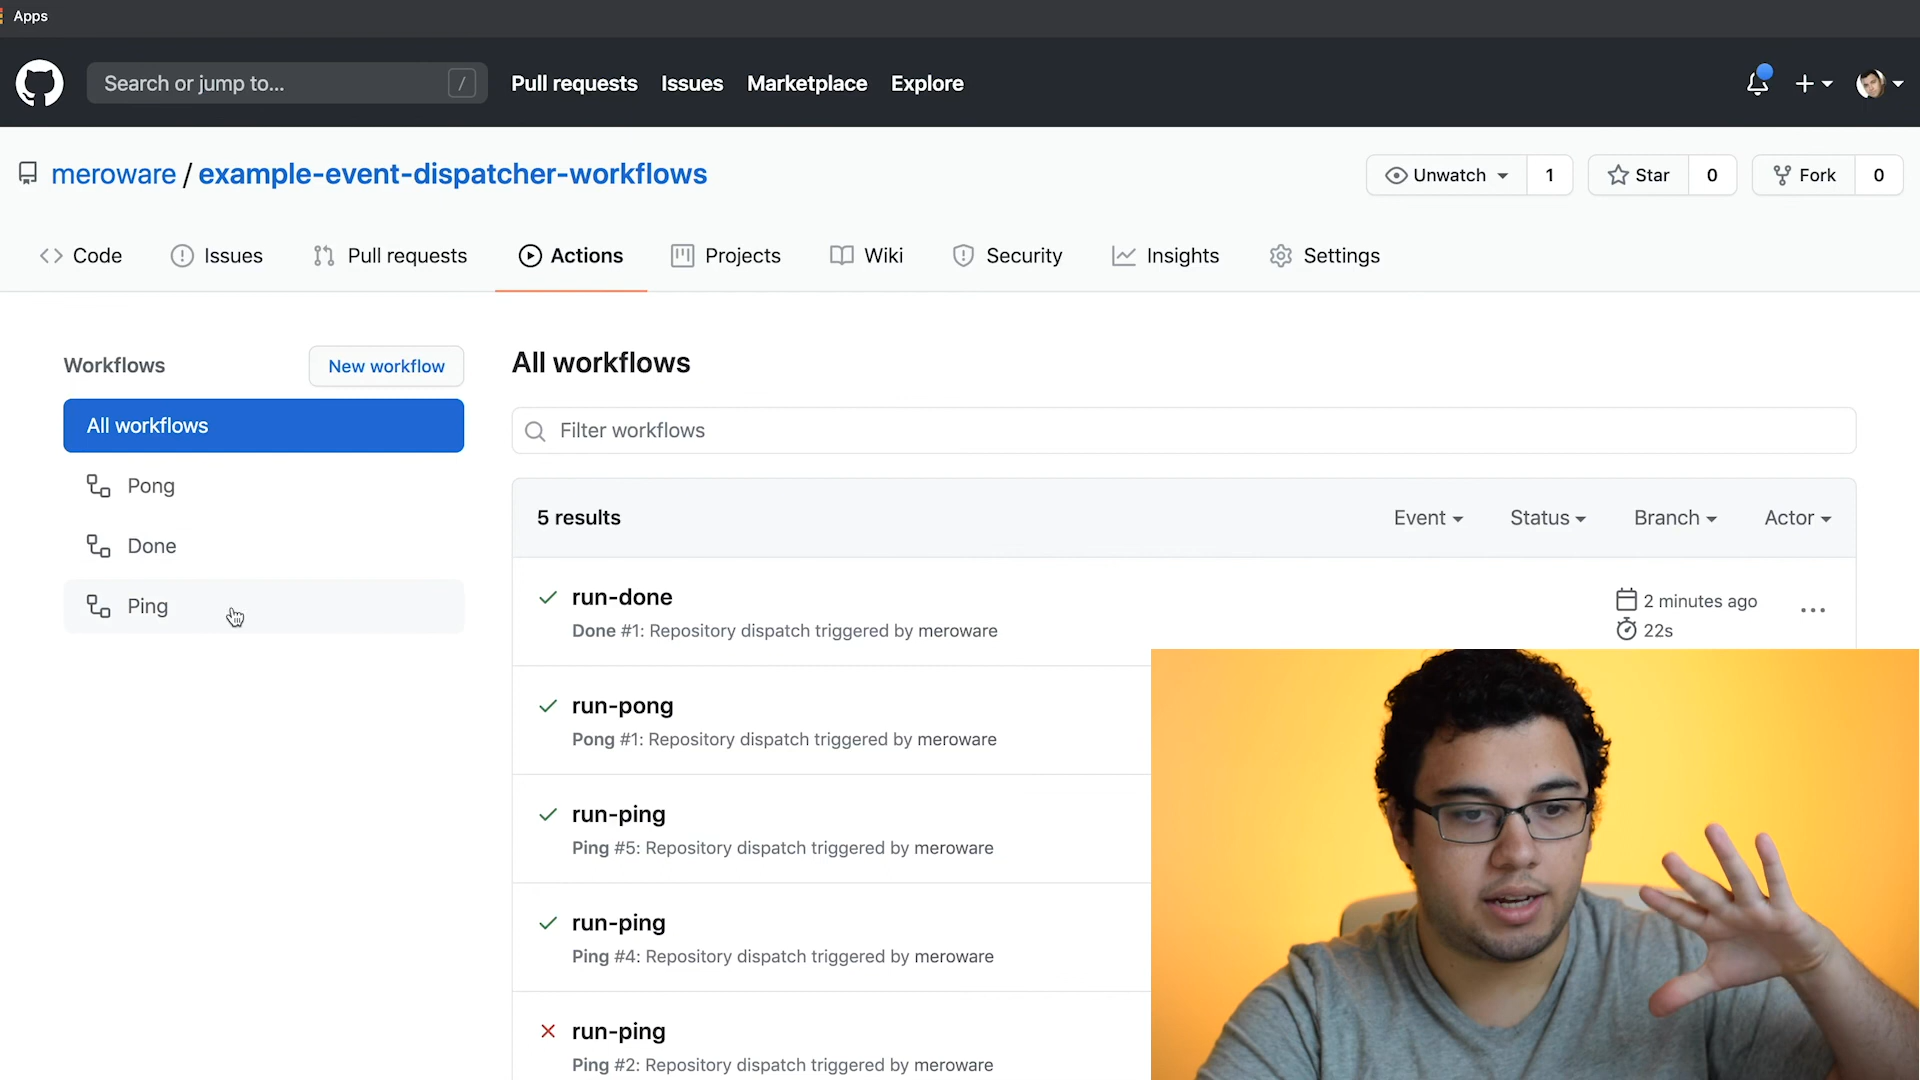 Apps
Search or jump to... /
Pull requests Issues Marketplace Explore
meroware / example-event-dispatcher-workflows
Unwatch 1 Star 0 Fork 0
Code Issues Pull requests Actions Projects Wiki Security Insights Settings
Workflows New workflow
All workflows
Pong
Done
Ping
All workflows
Filter workflows
5 results Event Status Branch Actor
run-done
Done #1: Repository dispatch triggered by meroware
2 minutes ago
22s
run-pong
Pong #1: Repository dispatch triggered by meroware
run-ping
Ping #5: Repository dispatch triggered by meroware
run-ping
Ping #4: Repository dispatch triggered by meroware
run-ping
Ping #2: Repository dispatch triggered by meroware